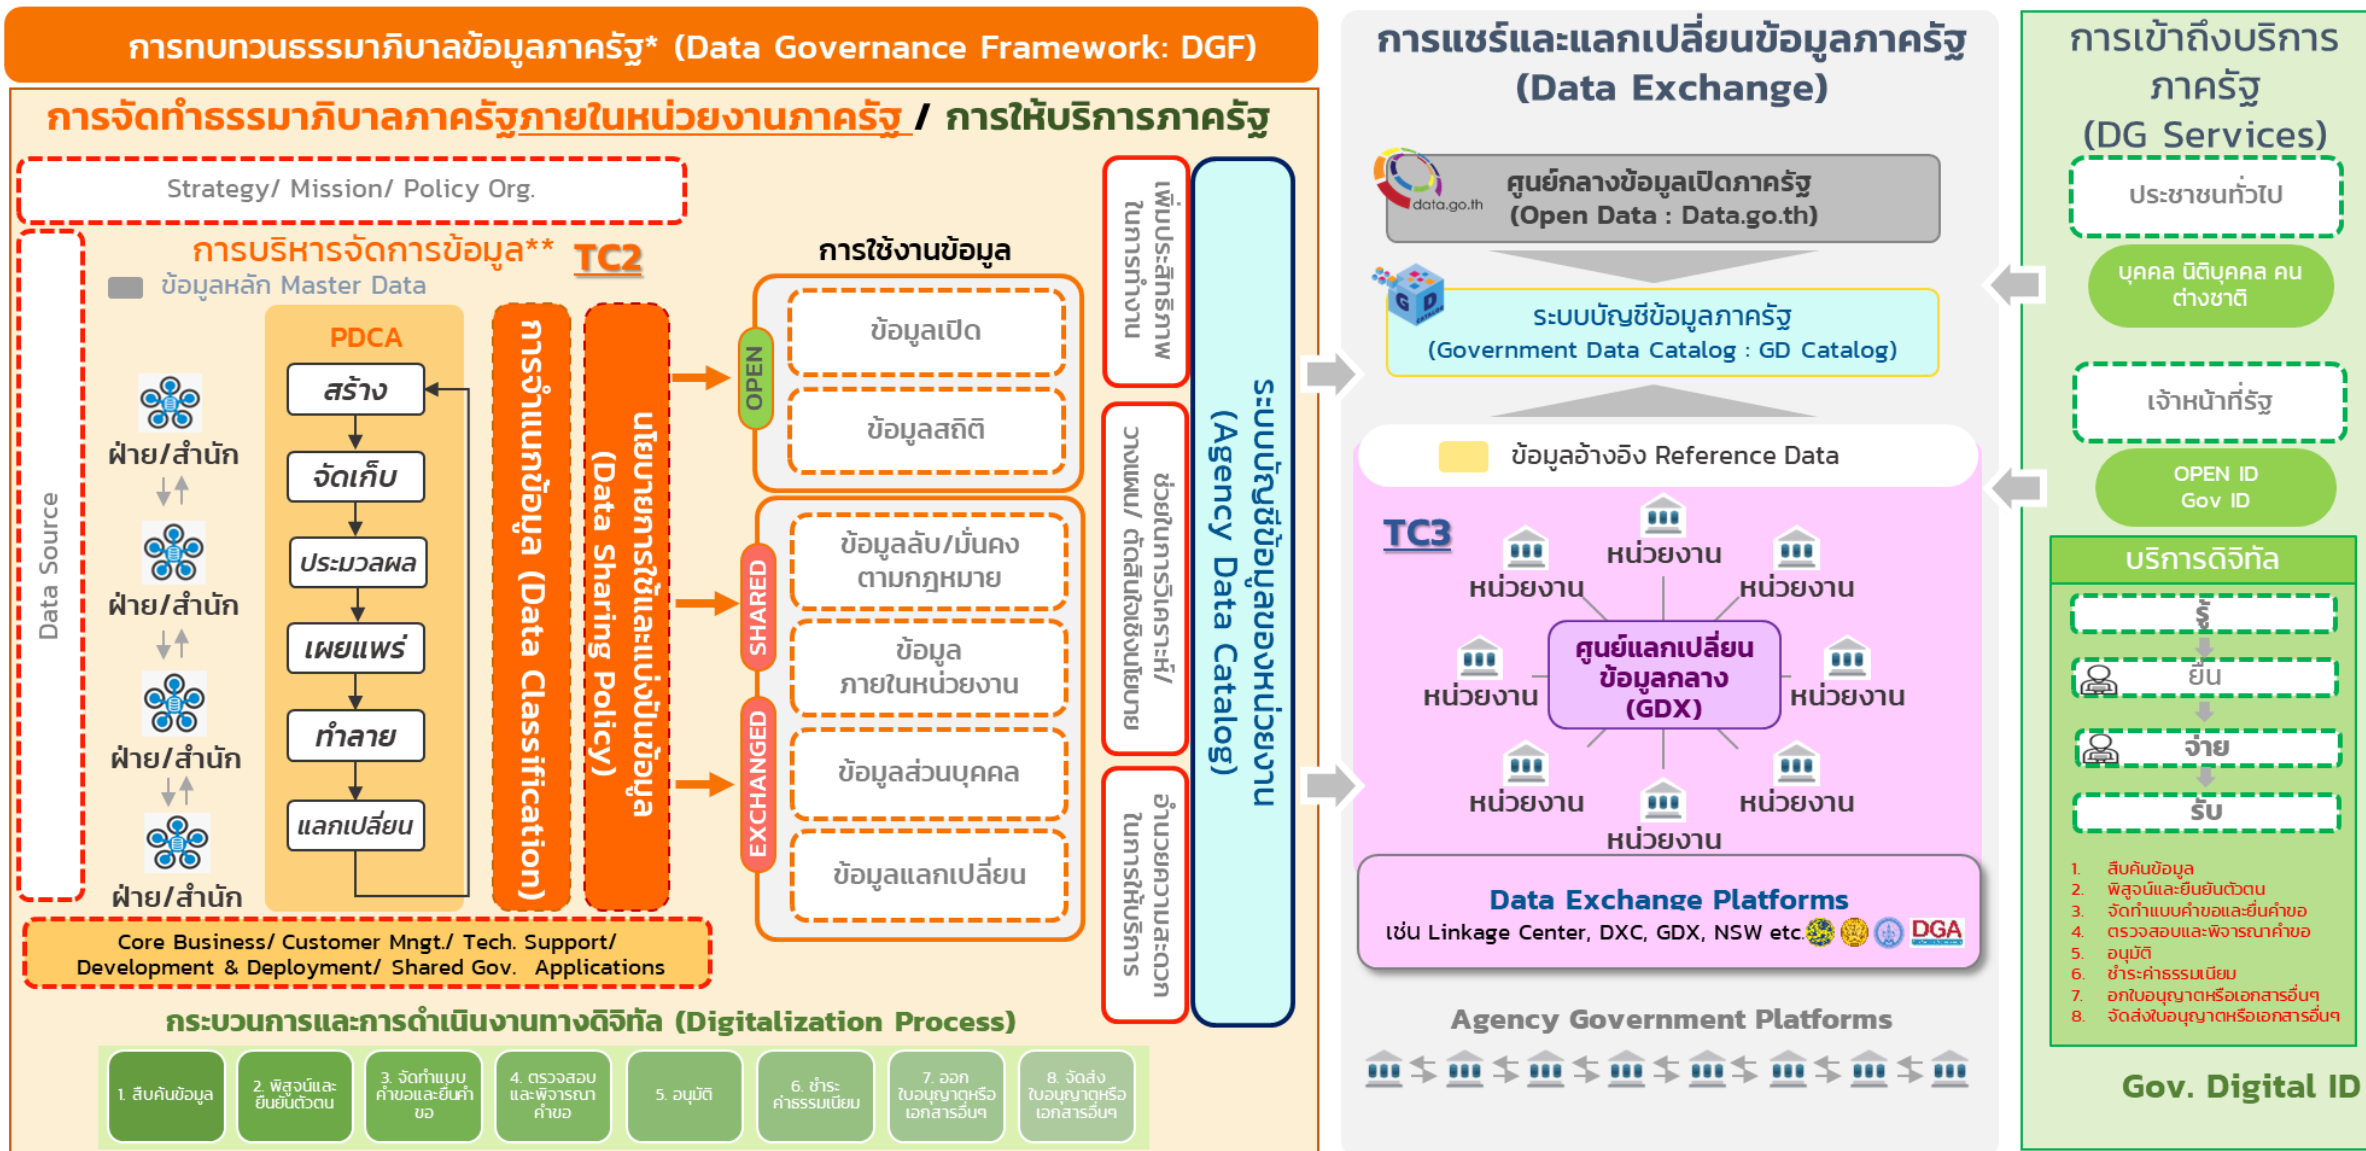 การทบทวนธรรมาภิบาลข้อมูลภาครัฐ* (Data Governance Framework: DGF)
การจัดทำธรรมาภิบาลภาครัฐภายในหน่วยงานภาครัฐ / การให้บริการภาครัฐ
Strategy/ Mission/ Policy Org.
Data Source
การบริหารจัดการข้อมูล**
TC2
ข้อมูลหลัก Master Data
ฝ่าย/สำนัก
ฝ่าย/สำนัก
ฝ่าย/สำนัก
ฝ่าย/สำนัก
PDCA
สร้าง
จัดเก็บ
ประมวลผล
เผยแพร่
ทำลาย
แลกเปลี่ยน
การจำแนกข้อมูล (Data Classification)
นโยบายการใช้และแบ่งปันข้อมูล
(Data Sharing Policy)
การใช้งานข้อมูล
OPEN
ข้อมูลเปิด
ข้อมูลสถิติ
SHARED
EXCHANGED
ข้อมูลลับ/มั่นคง
ตามกฎหมาย
ข้อมูล
ภายในหน่วยงาน
ข้อมูลส่วนบุคคล
ข้อมูลแลกเปลี่ยน
เพิ่มประสิทธิภาพ
ในการทำงาน
ช่วยในการวิเคราะห์/
วางแผน/ ตัดสินใจเชิงนโยบาย
อำนวยความสะดวก
ในการให้บริการ
ระบบบัญชีข้อมูลของหน่วยงาน
(Agency Data Catalog)
Core Business/ Customer Mngt./ Tech. Support/
Development & Deployment/ Shared Gov. Applications
กระบวนการและการดำเนินงานทางดิจิทัล (Digitalization Process)
1. สืบค้นข้อมูล
2. พิสูจน์และ
ยืนยันตัวตน
3. จัดทำแบบ
คำขอและยื่นคำ
ขอ
4. ตรวจสอบ
และพิจารณา
คำขอ
5. อนุมัติ
6. ชำระ
ค่าธรรมเนียม
7. ออก
ใบอนุญาตหรือ
เอกสารอื่นๆ
8. จัดส่ง
ใบอนุญาตหรือ
เอกสารอื่นๆ
การแชร์และแลกเปลี่ยนข้อมูลภาครัฐ
(Data Exchange)
data.go.th
ศูนย์กลางข้อมูลเปิดภาครัฐ
(Open Data : Data.go.th)
G D
CATALOG
ระบบบัญชีข้อมูลภาครัฐ
(Government Data Catalog : GD Catalog)
ข้อมูลอ้างอิง Reference Data
TC3
หน่วยงาน
หน่วยงาน
หน่วยงาน
หน่วยงาน
หน่วยงาน
หน่วยงาน
หน่วยงาน
หน่วยงาน
ศูนย์แลกเปลี่ยน
ข้อมูลกลาง
(GDX)
Data Exchange Platforms
เช่น Linkage Center, DXC, GDX, NSW etc.
DGA
Agency Government Platforms
การเข้าถึงบริการ
ภาครัฐ
(DG Services)
ประชาชนทั่วไป
บุคคล นิติบุคคล คน
ต่างชาติ
เจ้าหน้าที่รัฐ
OPEN ID
Gov ID
บริการดิจิทัล
รู้
ยื่น
จ่าย
รับ
1. สืบค้นข้อมูล
2. พิสูจน์และยืนยันตัวตน
3. จัดทำแบบคำขอและยื่นคำขอ
4. ตรวจสอบและพิจารณาคำขอ
5. อนุมัติ
6. ชำระค่าธรรมเนียม
7. อกใบอนุญาตหรือเอกสารอื่นๆ
8. จัดส่งใบอนุญาตหรือเอกสารอื่นๆ
Gov. Digital ID